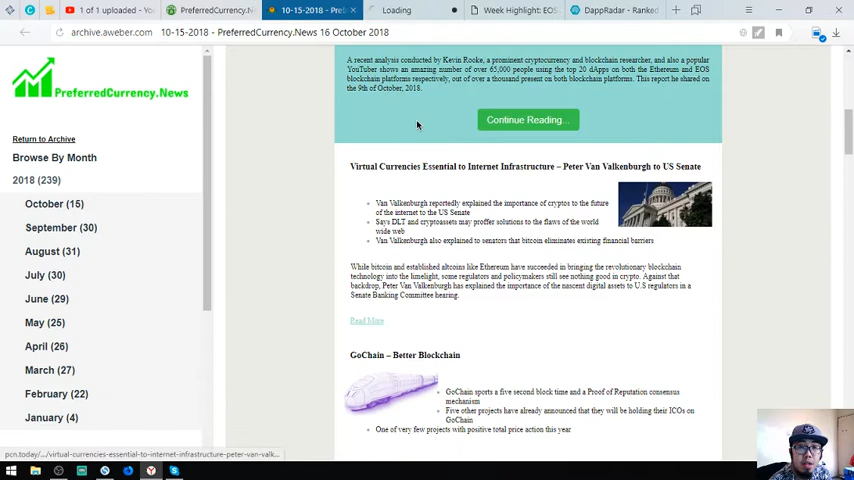 1 of 1 uploaded - Yo
PreferredCurrency.N
10-15-2018 - Pref
Loading
Week Highlight: EOS
DappRadar - Ranked
archive.aweber.com 10-15-2018 - PreferredCurrency.News 16 October 2018
PreferredCurrency.News
Return to Archive
Browse By Month
2018 (239)
October (15)
September (30)
August (31)
July (30)
June (29)
May (25)
April (26)
March (27)
February (22)
January (4)
A recent analysis conducted by Kevin Rooke, a prominent cryptocurrency and blockchain researcher, and also a popular
YouTuber shows an amazing number of over 65,000 people using the top 20 dApps on both the Ethereum and EOS
blockchain platforms respectively, out of over a thousand present on both blockchain platforms. This report he shared on
the 9th of October, 2018.
Continue Reading...
Virtual Currencies Essential to Internet Infrastructure – Peter Van Valkenburgh to US Senate
Van Valkenburgh reportedly explained the importance of cryptos to the future
of the internet to the US Senate
Says DLT and cryptoassets may proffer solutions to the flaws of the world
wide web
Van Valkenburgh also explained to senators that bitcoin eliminates existing financial barriers
While bitcoin and established altcoins like Ethereum have succeeded in bringing the revolutionary blockchain
technology into the limelight, some regulators and policymakers still see nothing good in crypto. Against that
backdrop, Peter Van Valkenburgh has explained the importance of the nascent digital assets to U.S regulators in a
Senate Banking Committee hearing.
Read More
GoChain – Better Blockchain
GoChain sports a five second block time and a Proof of Reputation consensus
mechanism
Five other projects have already announced that they will be holding their ICOs on
GoChain
One of very few projects with positive total price action this year
pcn.today/.../virtual-currencies-essential-to-internet-infrastructure-peter-van-valk...